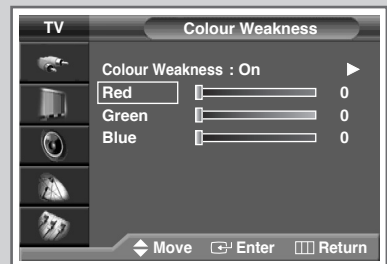 TV
Colour Weakness
Colour Weakness : On
Red 0
Green 0
Blue 0
Move Enter Return